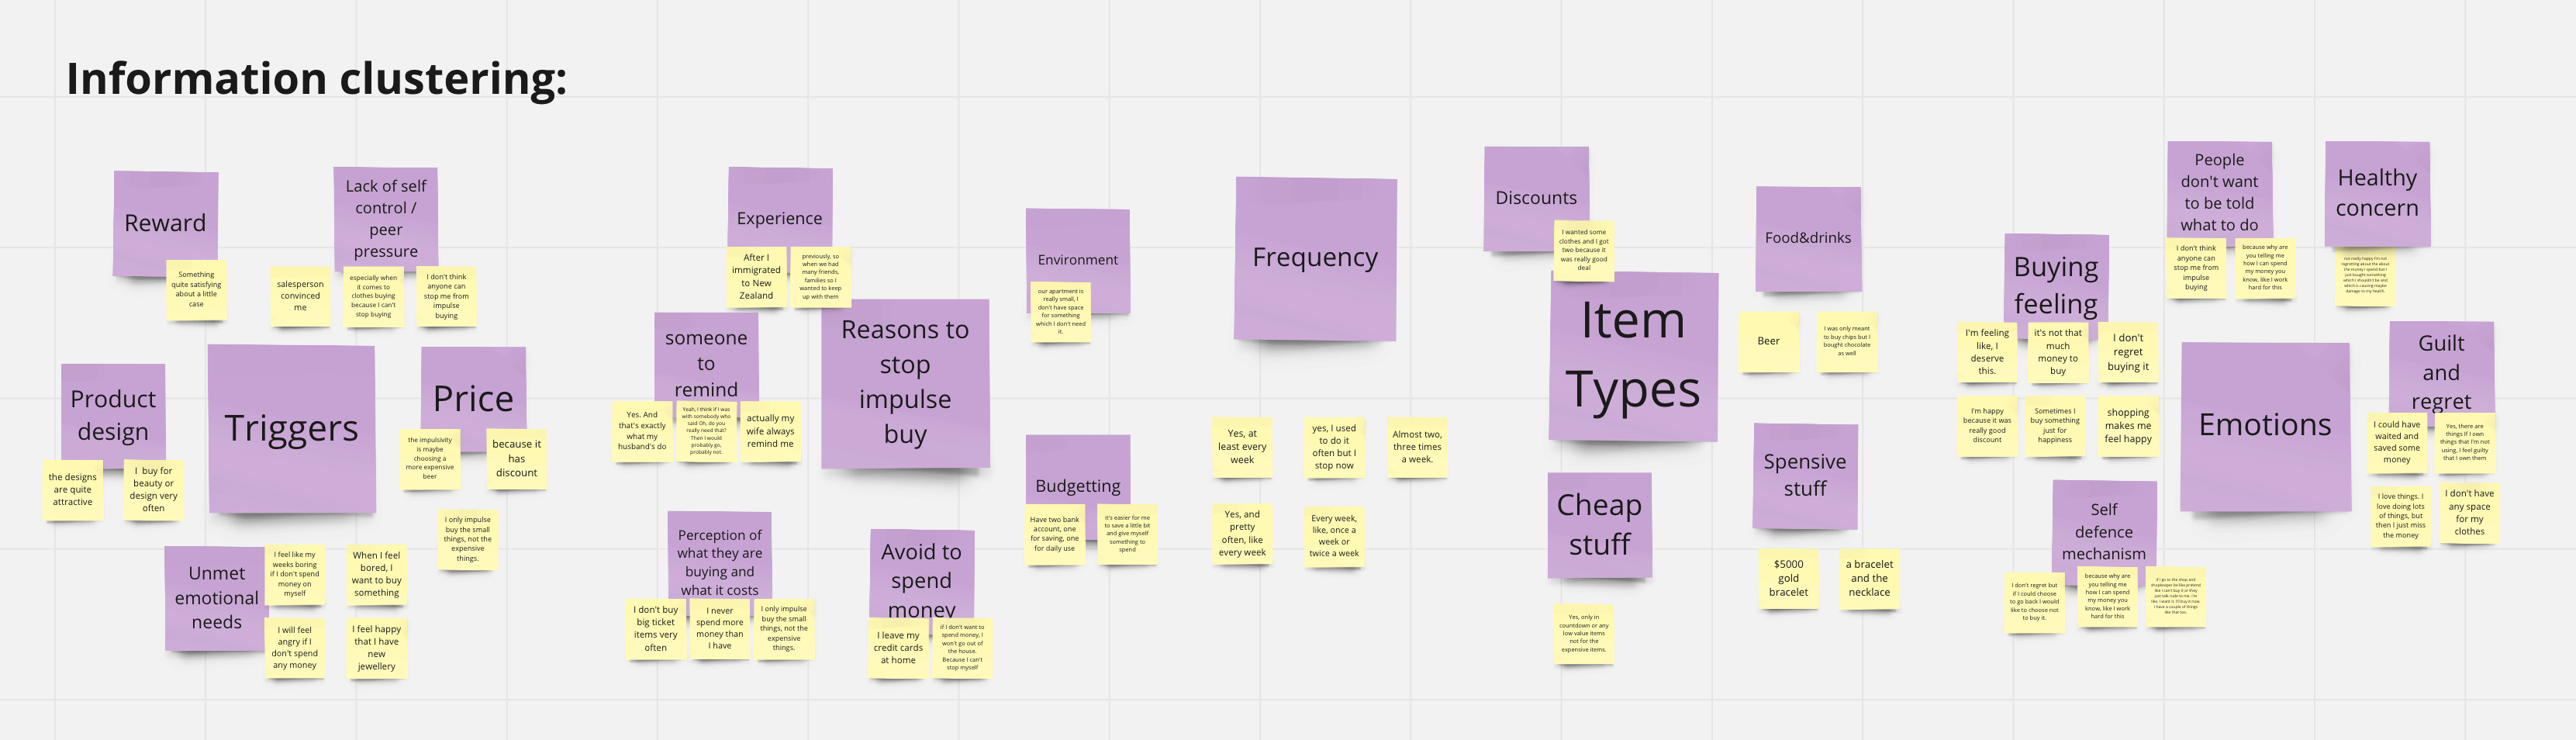 Information clustering:
Reward
Something
quite satisfying
about a little
case
Lack of self
control /
peer
pressure
salesperson
convinced
me
especially when
it comes to
clothes buying
because I can't
stop buying
I don't think
anyone can
stop me from
impulse
buying
Product
design
the designs
are quite
attractive
I buy for
beauty or
design very
often
Triggers
Price
the impulsivity
is maybe
choosing a
more expensive
beer
because it
has
discount
I only impulse
buy the small
things, not the
expensive
things.
Unmet
emotional
needs
I feel like my
weeks boring
if I don't spend
money on
myself
When I feel
bored, I
want to buy
something
I will feel
angry if I
don't spend
any money
I feel happy
that I have
new
jewellery
Experience
After I
immigrated
to New
Zealand
previously, so
when we had
many friends,
families so I
wanted to keep
up with them
someone
to
remind
Yes. And
that's exactly
what my
husband's do
Yeah, I think if I was
with somebody who
said Oh, do you
really need that?
Then I would
probably go,
probably not.
actually my
wife always
remind me
Reasons to
stop
impulse
buy
Perception of
what they are
buying and
what it costs
I don't buy
big ticket
items very
often
I never
spend more
money than
I have
I only impulse
buy the small
things, not the
expensive
things.
Avoid to
spend
money
I leave my
credit cards
at home
if I don't want to
spend money, I
won't go out of
the house.
Because I can't
stop myself
Environment
our apartment is
really small, I
don't have space
for something
which I don't need
it.
Budgetting
Have two bank
account, one
for saving, one
for daily use
it's easier for me
to save a little bit
and give myself
something to
spend
Frequency
Yes, at
least every
week
yes, I used
to do it
often but I
stop now
Almost two,
three times
a week.
Yes, and
pretty
often, like
every week
Every week,
like, once a
week or
twice a week
Discounts
I wanted some
clothes and I got
two because it
was really good
deal
Item
Types
Food&drinks
Beer
I was only meant
to buy chips but I
bought chocolate
as well
Cheap
stuff
Yes, only in
countdown or any
low value items
not for the
expensive items.
Spensive
stuff
$5000
gold
bracelet
a bracelet
and the
necklace
Buying
feeling
I'm feeling
like, I
deserve
this.
it's not that
much
money to
buy
I don't
regret
buying it
I'm happy
because it was
really good
discount
Sometimes I
buy something
just for
happiness
shopping
makes me
feel happy
People
don't want
to be told
what to do
I don't think
anyone can
stop me from
impulse
buying
because why are
you telling me
how I can spend
my money you
know, like I work
hard for this
Healthy
concern
not really happy I'm not
regretting about the about
the money I spend but I
just bought something
which I shouldn't be and
which is causing maybe
damage to my health.
Emotions
Guilt
and
regret
I could have
waited and
saved some
money
Yes, there are
things if I own
things that I'm not
using, I feel guilty
that I own them
I love things. I
love doing lots
of things, but
then I just miss
the money
I don't have
any space
for my
clothes
Self
defence
mechanism
I don't regret but
if I could choose
to go back I would
like to choose not
to buy it.
because why are
you telling me
how I can spend
my money you
know, like I work
hard for this